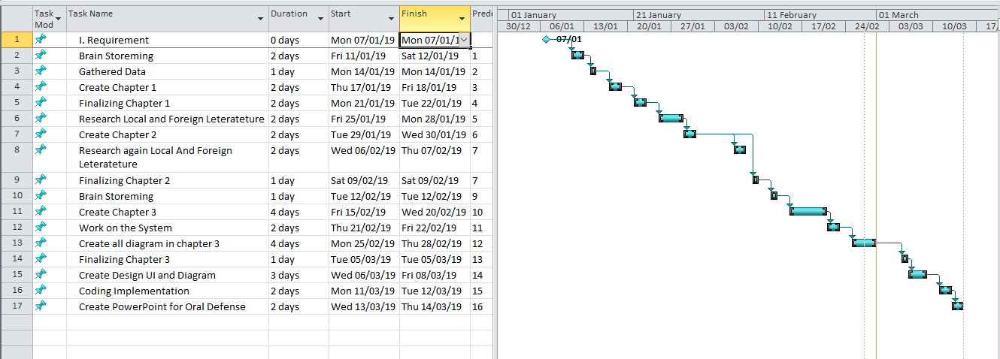 Task Mod Task Name Duration Start Finish Prede
01 January 21 January 11 February 01 March
30/12 06/01 13/01 20/01 27/01 03/02 10/02 17/02 24/02 03/03 10/03 17/
1 I. Requirement 0 days Mon 07/01/19 Mon 07/01/1 07/01
2 Brain Storeming 2 days Fri 11/01/19 Sat 12/01/19 1
3 Gathered Data 1 day Mon 14/01/19 Mon 14/01/19 2
4 Create Chapter 1 2 days Thu 17/01/19 Fri 18/01/19 3
5 Finalizing Chapter 1 2 days Mon 21/01/19 Tue 22/01/19 4
6 Research Local and Foreign Leterateture 2 days Fri 25/01/19 Mon 28/01/19 5
7 Create Chapter 2 2 days Tue 29/01/19 Wed 30/01/19 6
8 Research again Local And Foreign Leterateture 2 days Wed 06/02/19 Thu 07/02/19 7
9 Finalizing Chapter 2 1 day Sat 09/02/19 Sat 09/02/19 7
10 Brain Storeming 1 day Tue 12/02/19 Tue 12/02/19 9
11 Create Chapter 3 4 days Fri 15/02/19 Wed 20/02/19 10
12 Work on the System 2 days Thu 21/02/19 Fri 22/02/19 11
13 Create all diagram in chapter 3 4 days Mon 25/02/19 Thu 28/02/19 12
14 Finalizing Chapter 3 1 day Tue 05/03/19 Tue 05/03/19 13
15 Create Design UI and Diagram 3 days Wed 06/03/19 Fri 08/03/19 14
16 Coding Implementation 2 days Mon 11/03/19 Tue 12/03/19 15
17 Create PowerPoint for Oral Defense 2 days Wed 13/03/19 Thu 14/03/19 16